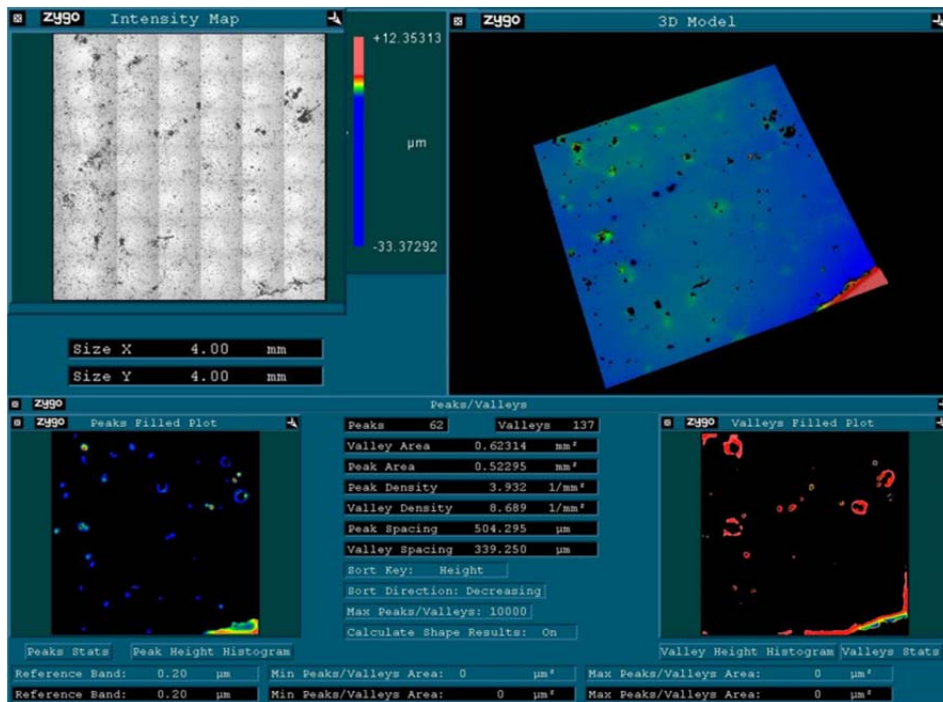 zygo Intensity Map
+12.35313
µm
-33.37292
zygo 3D Model
Size X 4.00 mm
Size Y 4.00 mm
zygo Peaks/Valleys
zygo Peaks Filled Plot
Peaks 62 Valleys 137
Valley Area 0.62314 mm²
Peak Area 0.52295 mm²
Peak Density 3.932 1/mm²
Valley Density 8.689 1/mm²
Peak Spacing 504.295 µm
Valley Spacing 339.250 µm
Sort Key: Height
Sort Direction: Decreasing
Max Peaks/Valleys: 10000
Calculate Shape Results: On
zygo Valleys Filled Plot
Peaks Stats Peak Height Histogram
Valley Height Histogram Valleys Stats
Reference Band: 0.20 µm Min Peaks/Valleys Area: 0 µm² Max Peaks/Valleys Area: 0 µm²
Reference Band: 0.20 µm Min Peaks/Valleys Area: 0 µm² Max Peaks/Valleys Area: 0 µm²